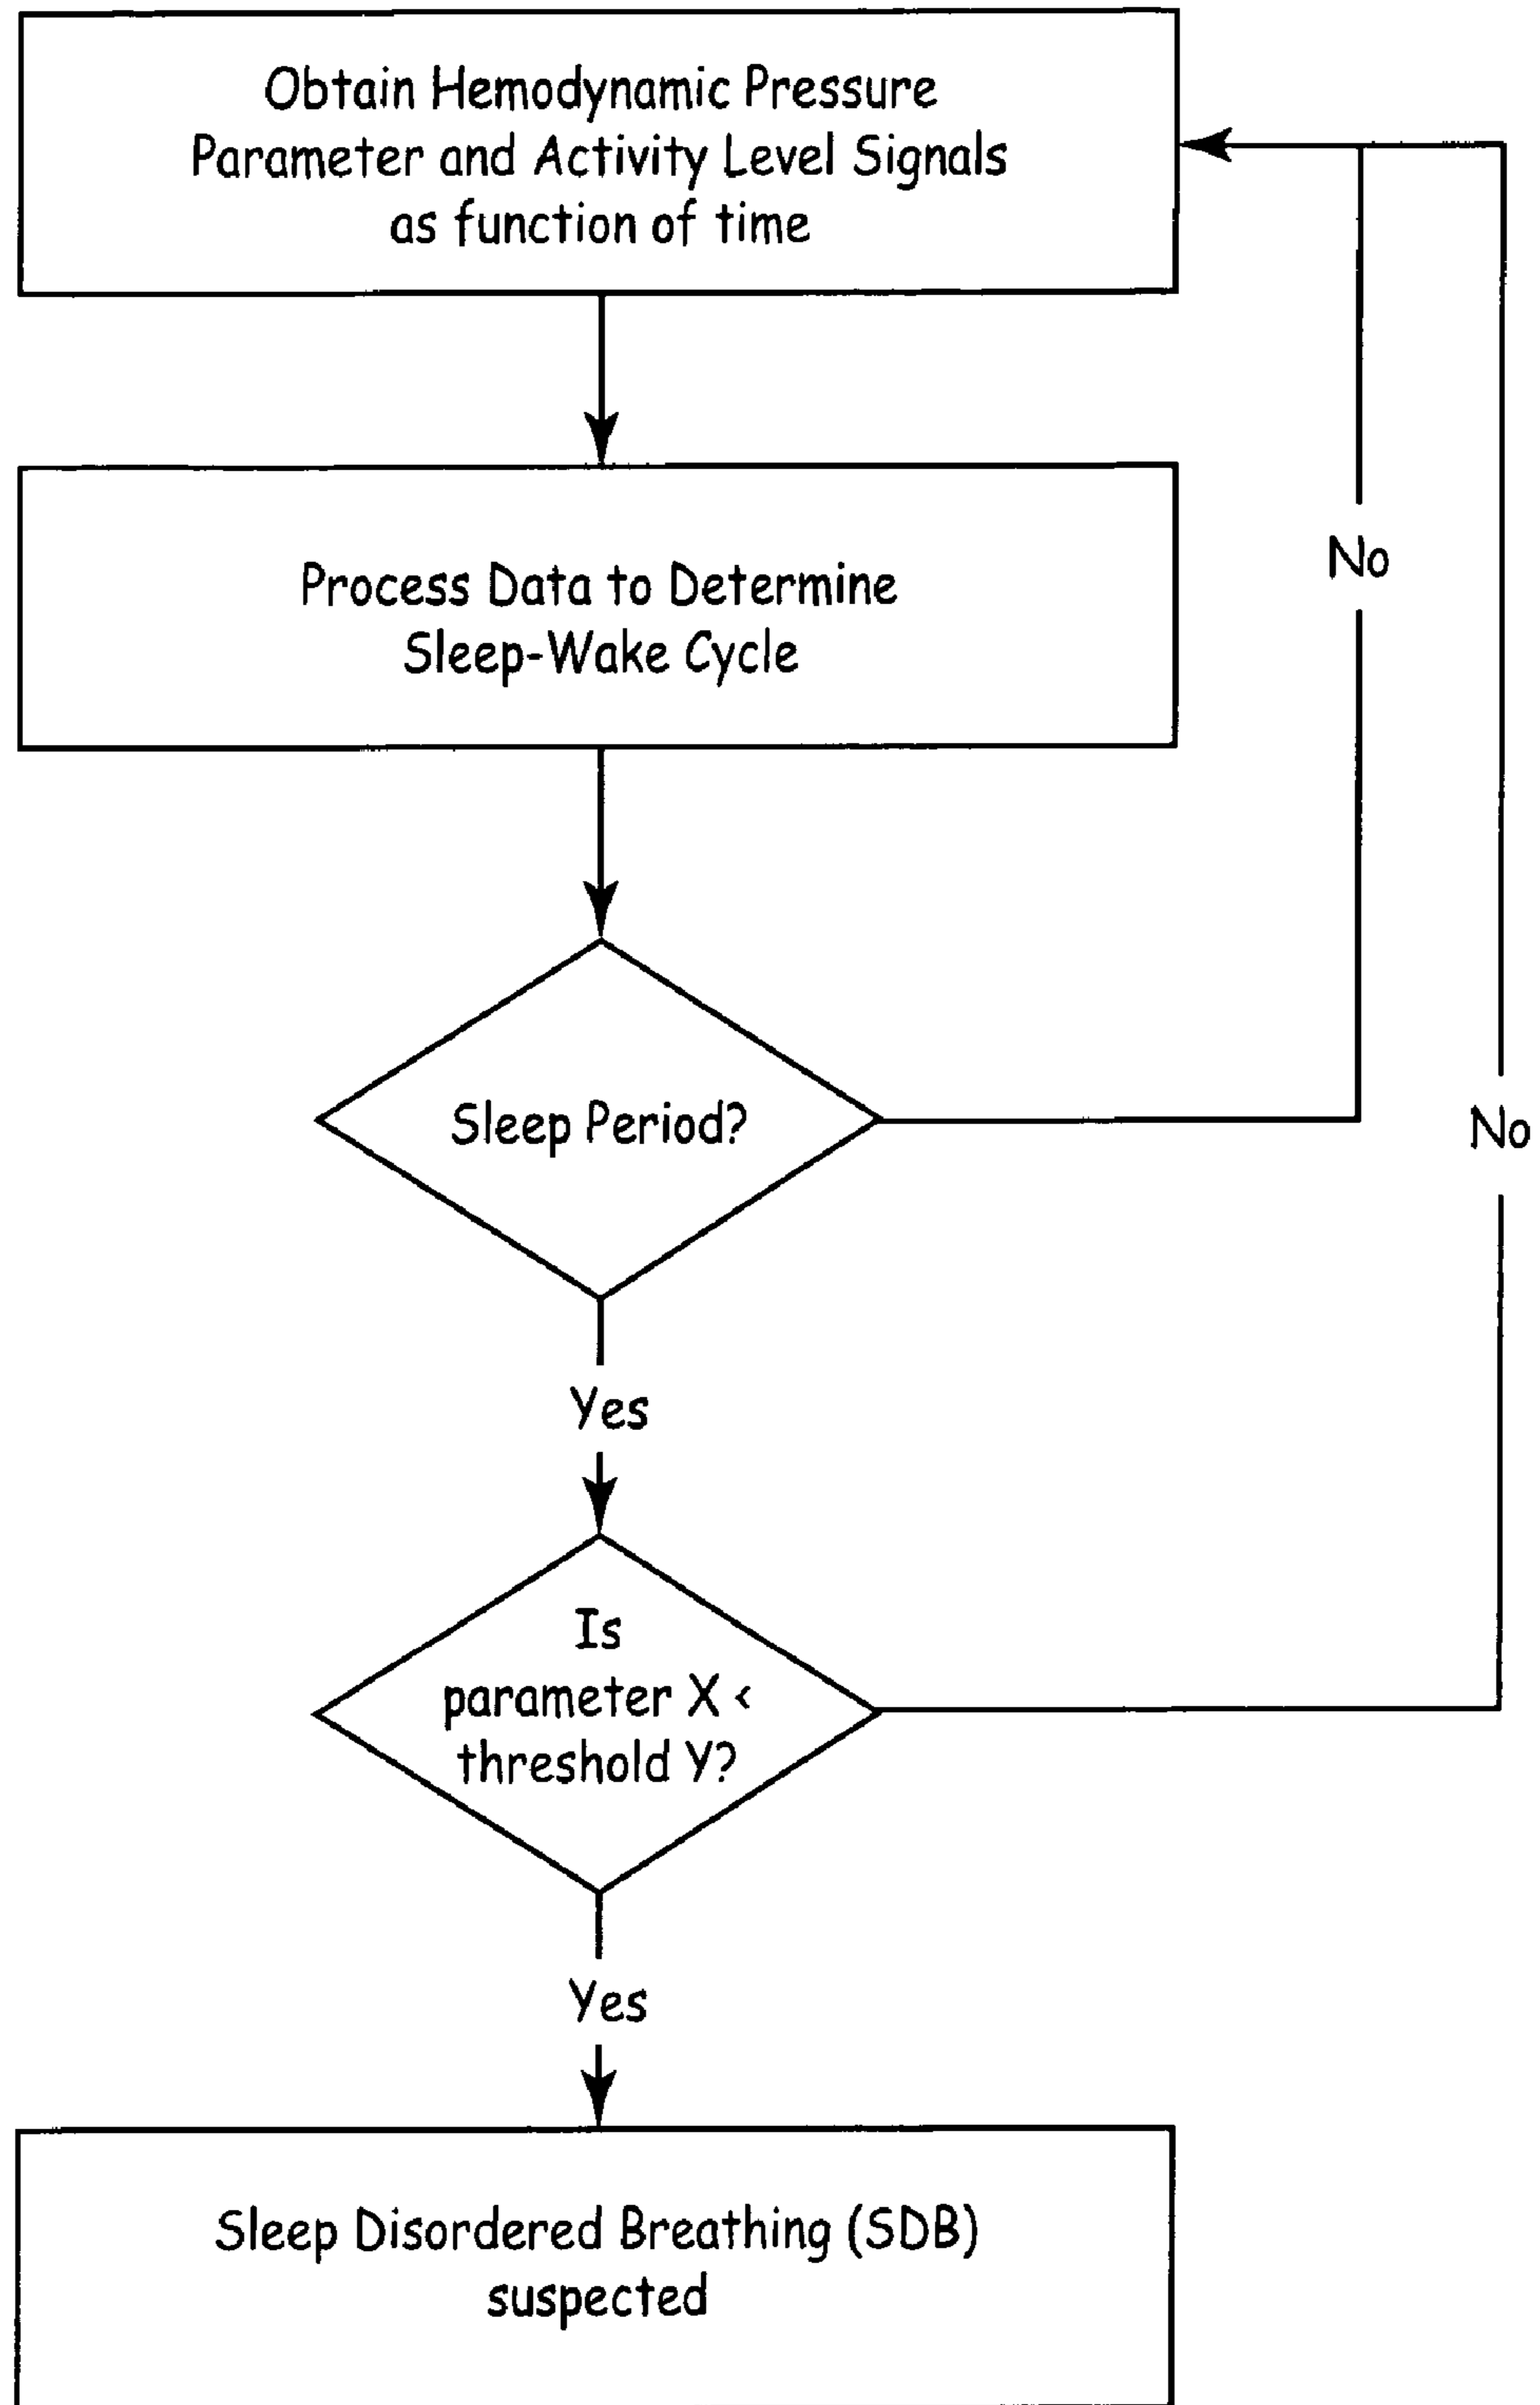 Obtain Hemodynamic Pressure
Parameter and Activity Level Signals
as function of time
Process Data to Determine
Sleep-Wake Cycle
No
Sleep Period?
No
Yes
Is
parameter X <
threshold Y?
Yes
Sleep Disordered Breathing (SDB)
suspected